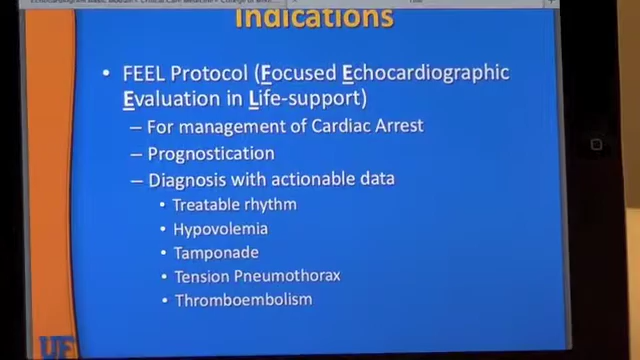 Indications
• FEEL Protocol (Focused Echocardiographic
Evaluation in Life-support)
– For management of Cardiac Arrest
– Prognostication
– Diagnosis with actionable data
• Treatable rhythm
• Hypovolemia
• Tamponade
• Tension Pneumothorax
• Thromboembolism
UF